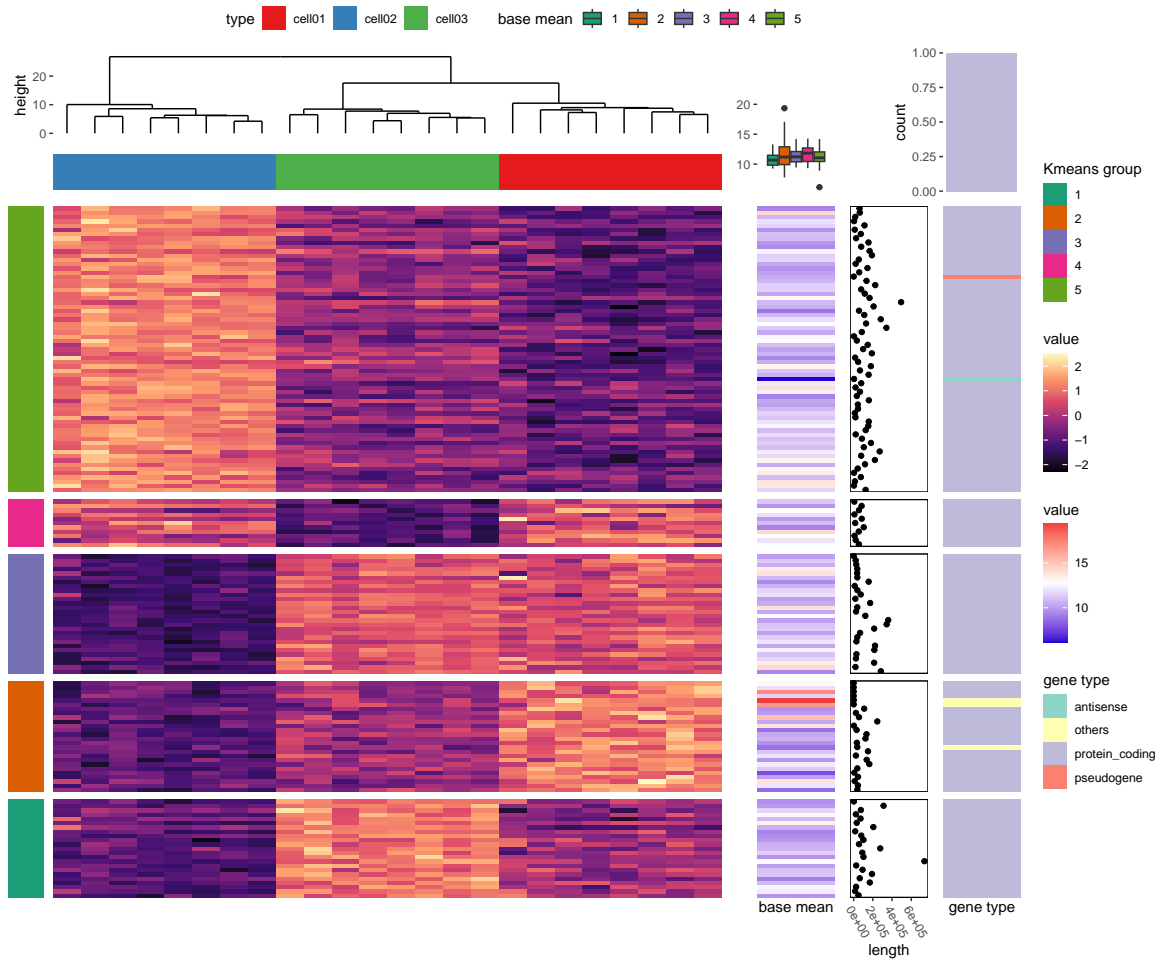 type cell01 cell02 cell03 base mean 1 2 3 4 5
height
20
10
0
20
15
10
count
1.00
0.75
0.50
0.25
0.00
Kmeans group
1
2
3
4
5
value
2
1
0
−1
−2
value
15
10
gene type
antisense
others
protein_coding
pseudogene
base mean
0e+00
2e+05
4e+05
6e+05
length
gene type